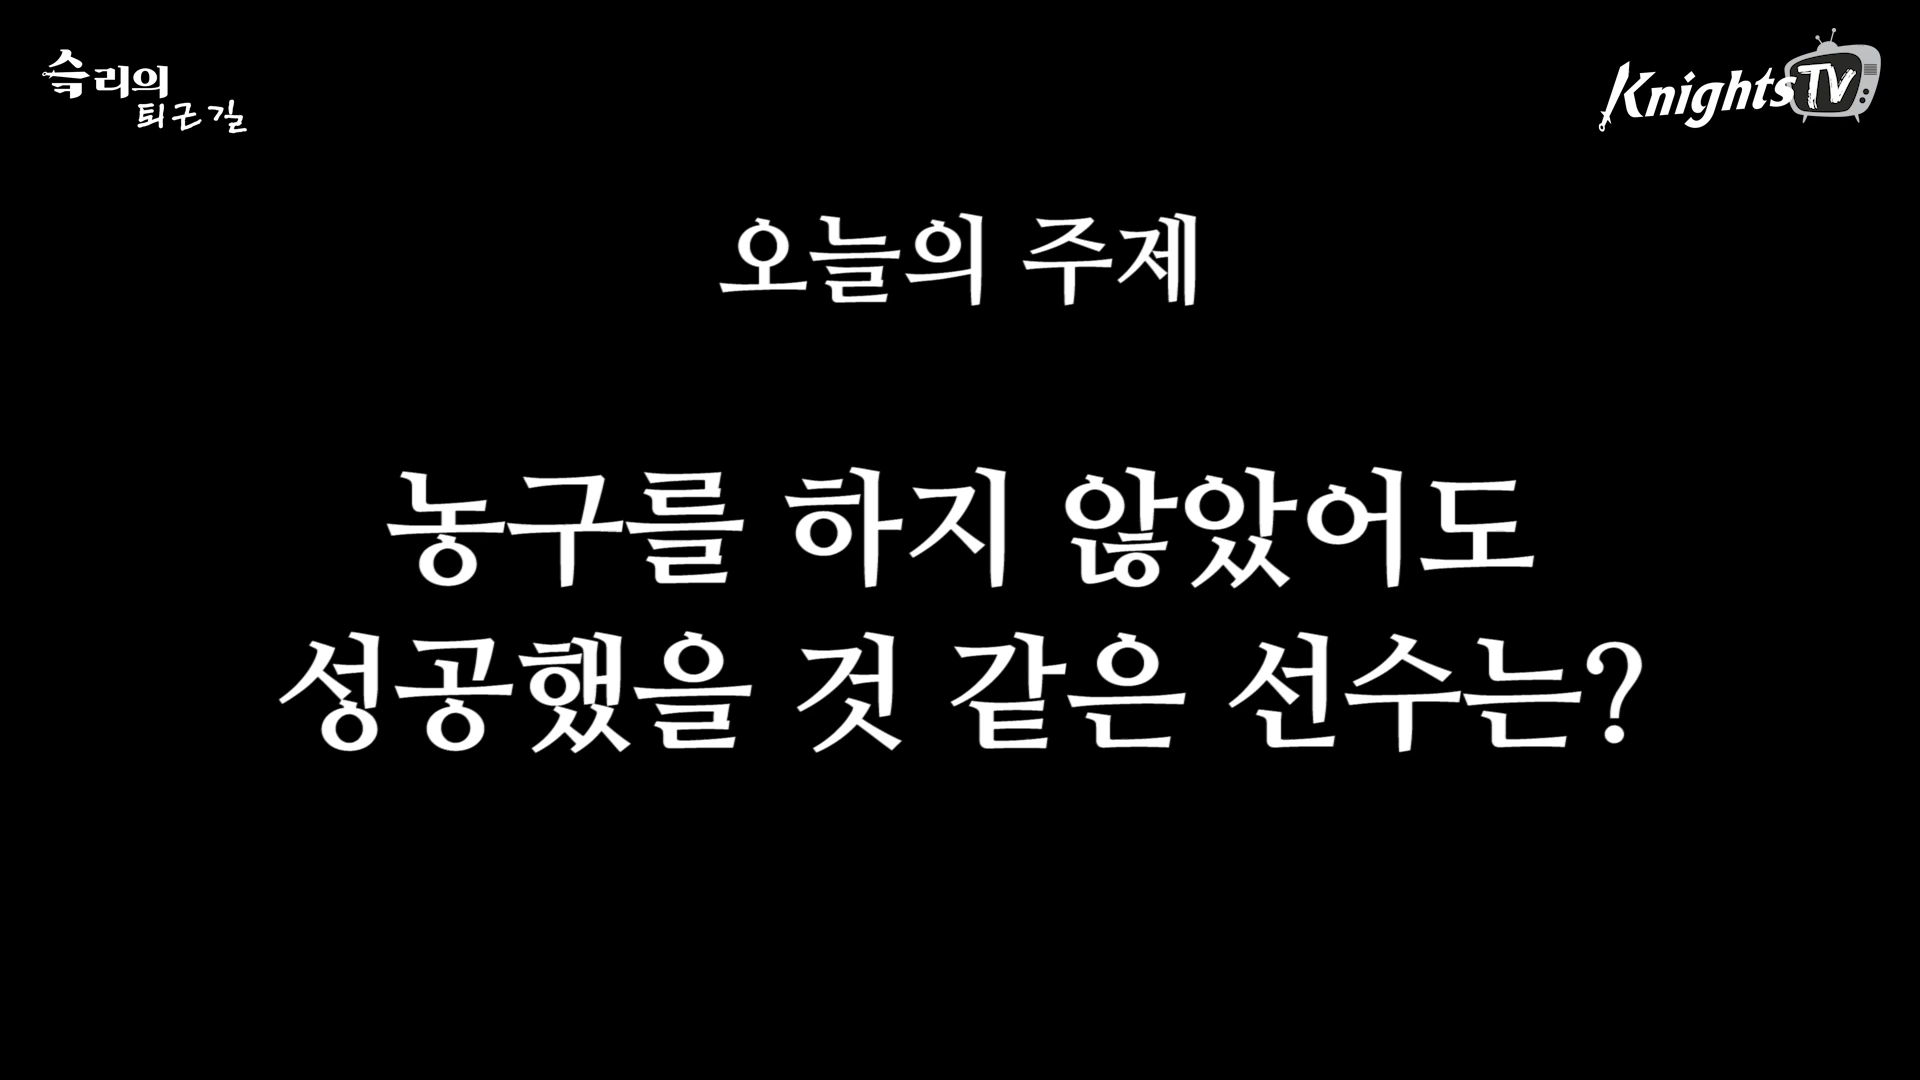 슼리의
퇴근길
KnightsTV
오늘의 주제
농구를 하지 않았어도
성공했을 것 같은 선수는?